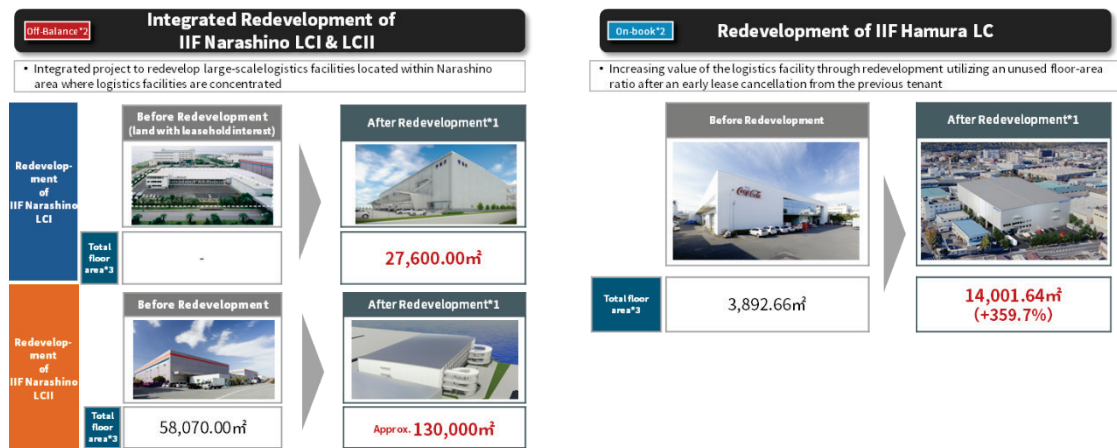 Off-Balance*2
Integrated Redevelopment of
IIF Narashino LCI & LCII
• Integrated project to redevelop large-scalelogistics facilities located within Narashino
area where logistics facilities are concentrated
Redevelop-
ment
of
IIF Narashino
LCI
Before Redevelopment
(land with leasehold interest)
After Redevelopment*1
Total
floor
area*3
-
27,600.00㎡
Redevelop-
ment
of
IIF Narashino
LCII
Before Redevelopment
After Redevelopment*1
Total
floor
area*3
58,070.00㎡
Approx. 130,000㎡
On-book*2
Redevelopment of IIF Hamura LC
• Increasing value of the logistics facility through redevelopment utilizing an unused floor-area
ratio after an early lease cancellation from the previous tenant
Before Redevelopment
After Redevelopment*1
Coca-Cola
Total floor
area*3
3,892.66㎡
14,001.64㎡
(+359.7%)